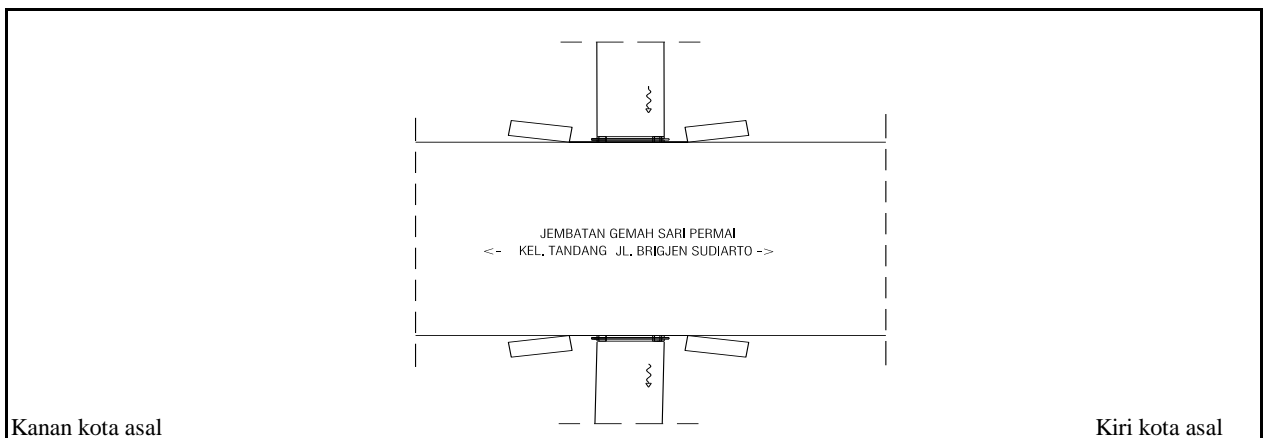 JEMBATAN GEMAH SARI PERMAI
<- KEL. TANDANG JL. BRIGJEN SUDIARTO ->
Kanan kota asal
Kiri kota asal